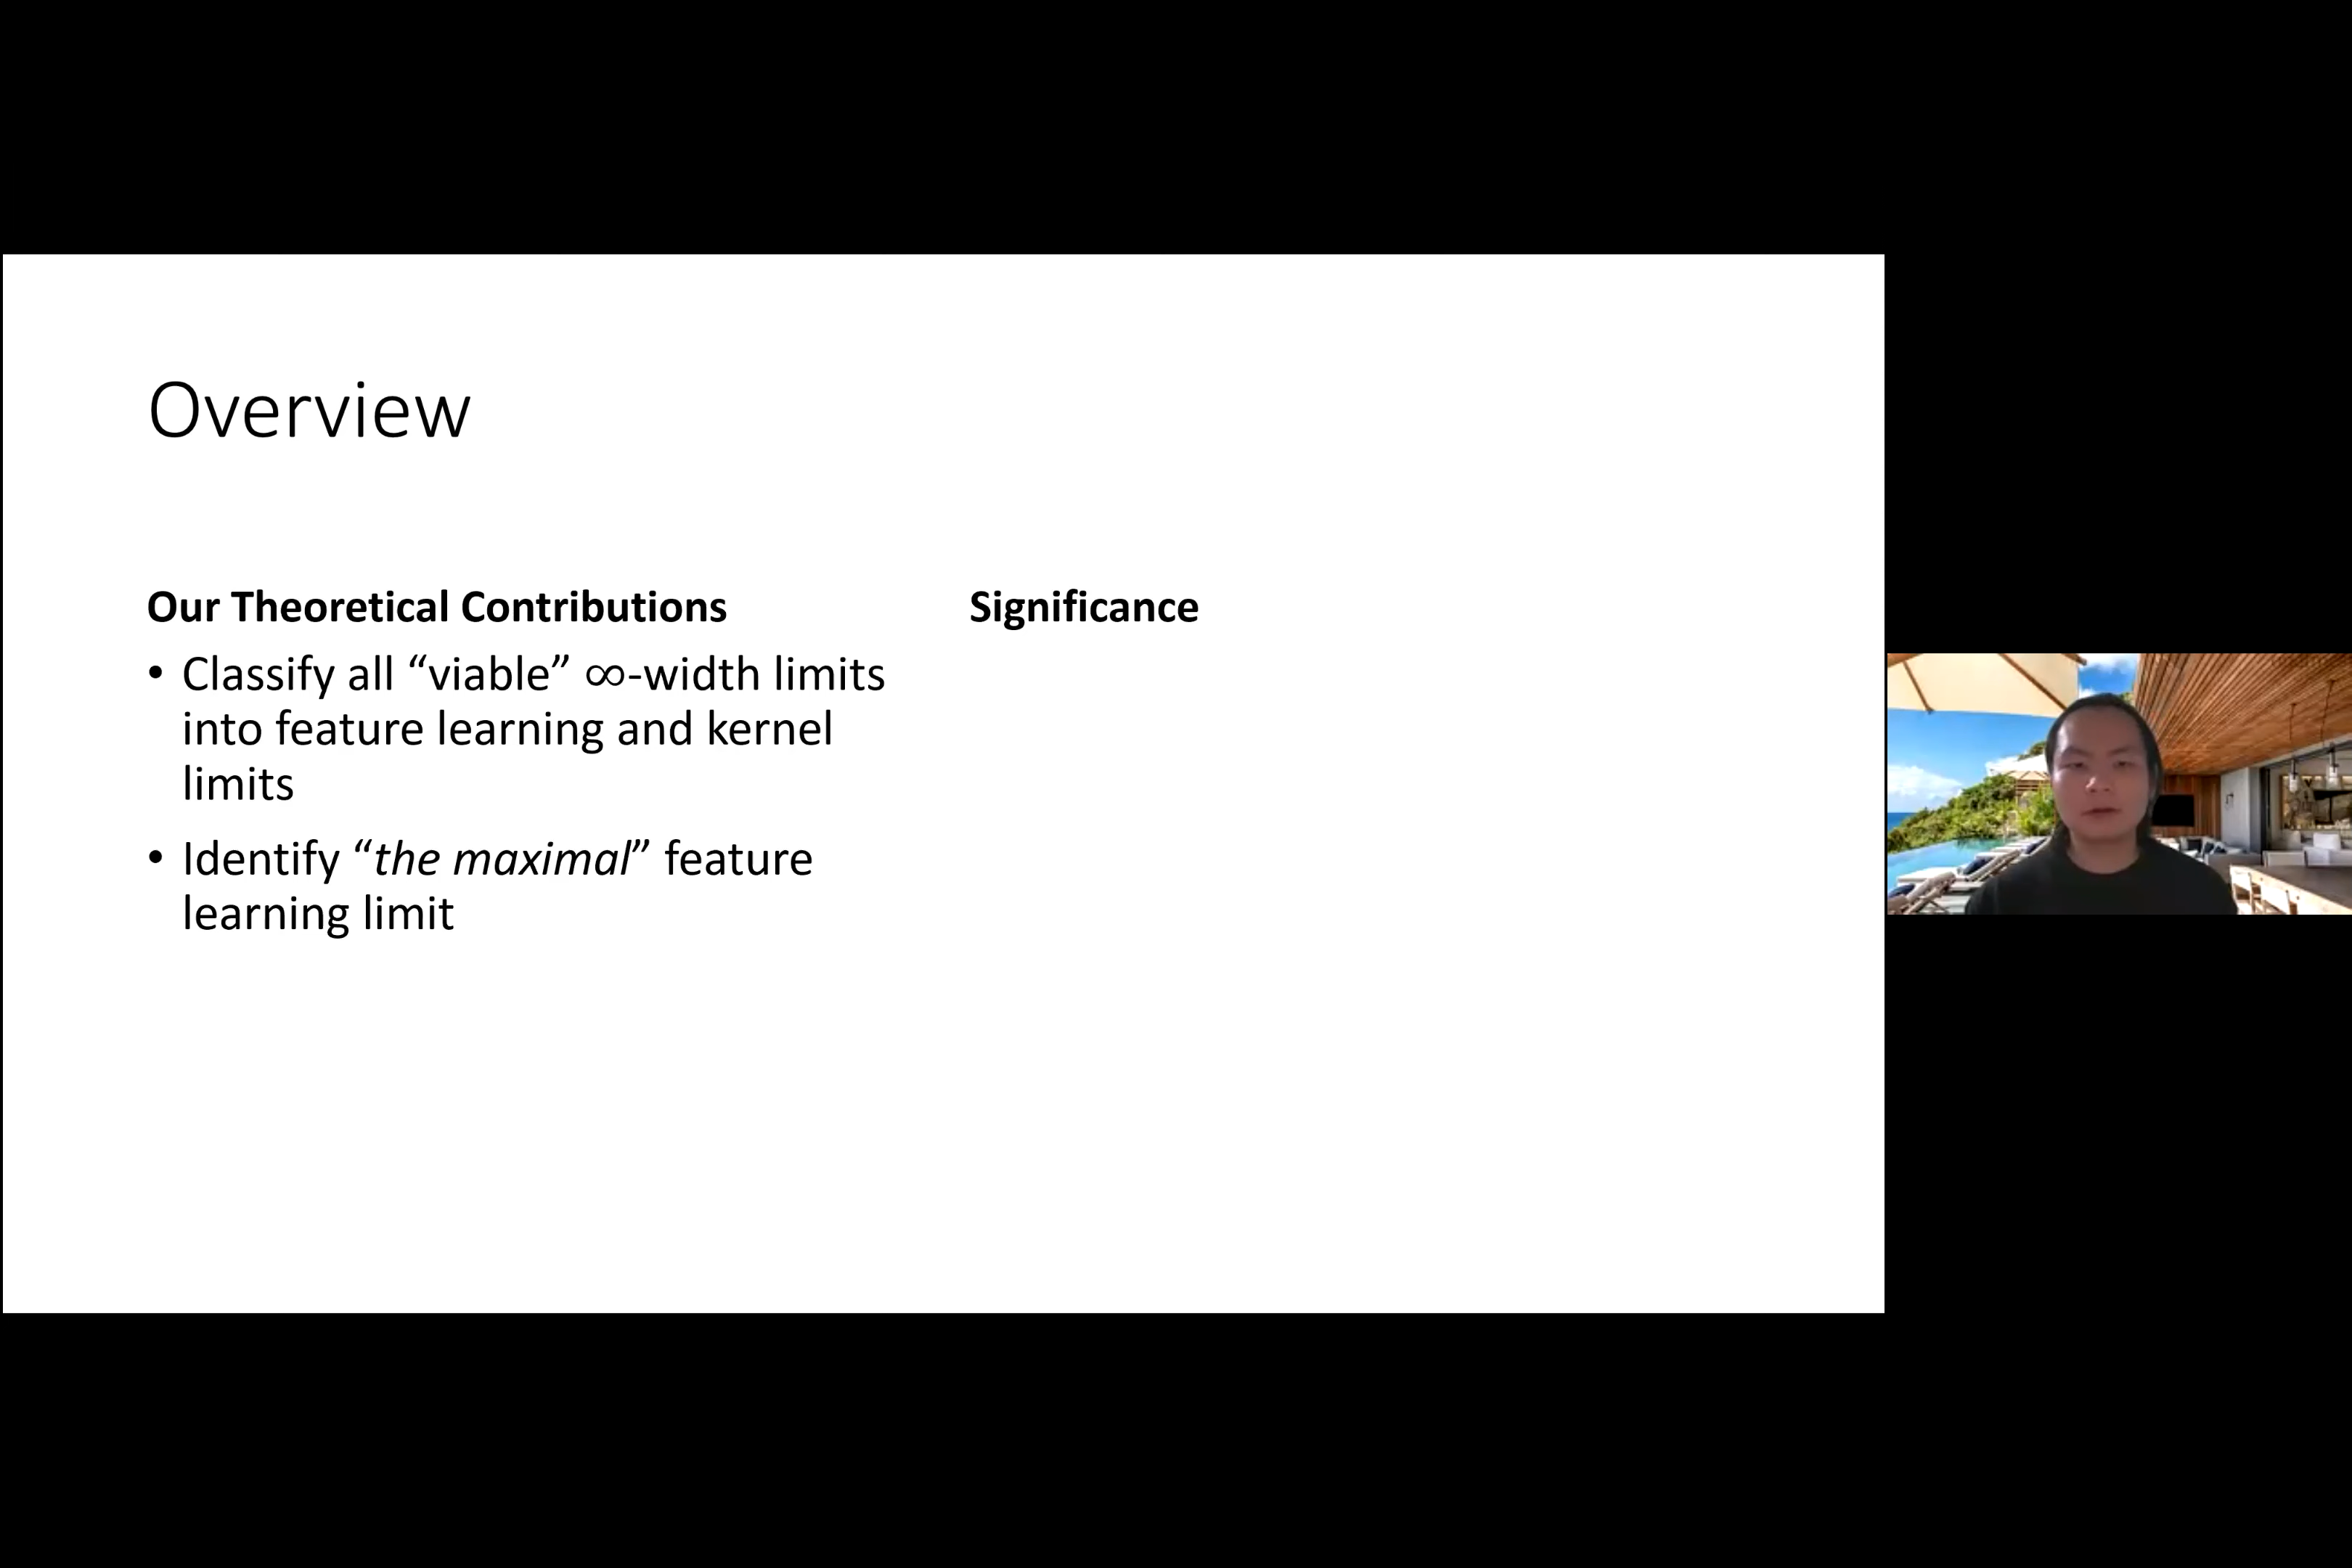 Overview
Our Theoretical Contributions
• Classify all “viable” ∞-width limits
into feature learning and kernel
limits
• Identify “the maximal” feature
learning limit
Significance